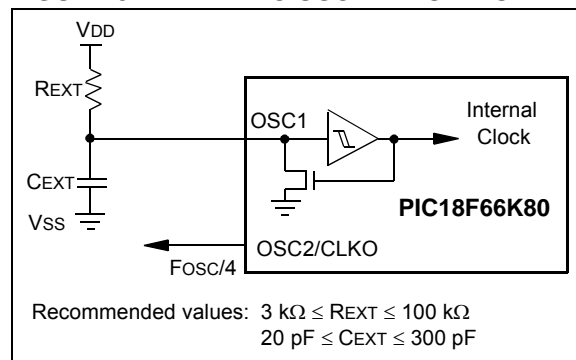 VDD
REXT
OSC1
Internal
Clock
CEXT
PIC18F66K80
VSS
OSC2/CLKO
FOSC/4
Recommended values: 3 kΩ ≤ REXT ≤ 100 kΩ
20 pF ≤ CEXT ≤ 300 pF